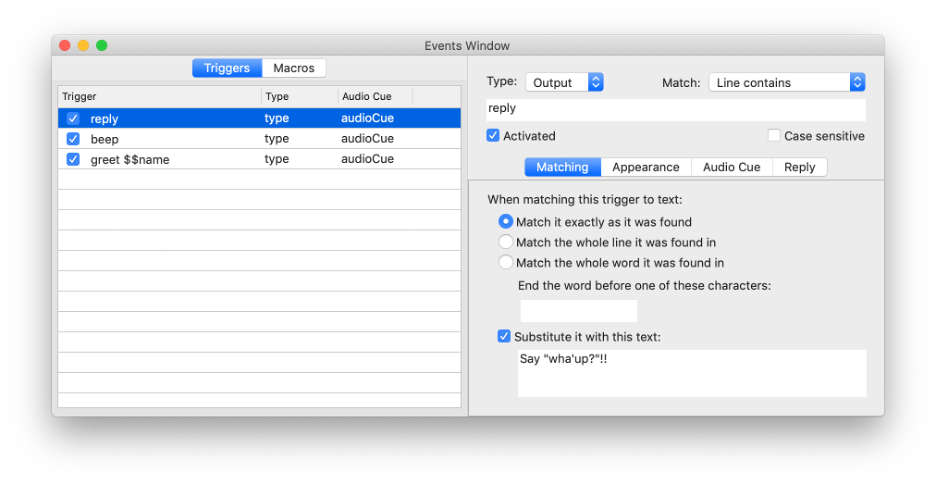 Events Window
Triggers Macros
Trigger Type Audio Cue
reply type audioCue
beep type audioCue
greet $$name type audioCue
Type: Output Match: Line contains
reply
Activated Case sensitive
Matching Appearance Audio Cue Reply
When matching this trigger to text:
Match it exactly as it was found
Match the whole line it was found in
Match the whole word it was found in
End the word before one of these characters:
Substitute it with this text:
Say "wha'up?"!!